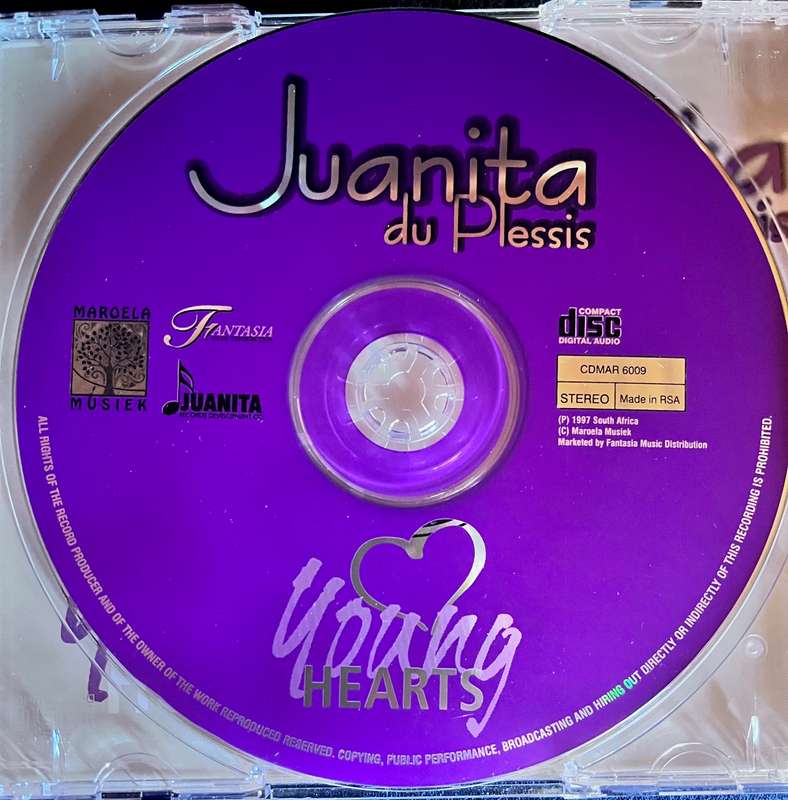 Juanita
du Plessis
MAROELA
MUSIEK
FANTASIA
JUANITA
RECORDS DEVELOPMENT CC
COMPACT
disc
DIGITAL AUDIO
CDMAR 6009
STEREO
Made in RSA
(P) 1997 South Africa
(C) Maroela Musiek
Marketed by Fantasia Music Distribution
Young
HEARTS
ALL RIGHTS OF THE RECORD PRODUCER AND OF THE OWNER OF THE WORK REPRODUCED RESERVED. COPYING, PUBLIC PERFORMANCE, BROADCASTING AND HIRING OUT DIRECTLY OR INDIRECTLY OF THIS RECORDING IS PROHIBITED.